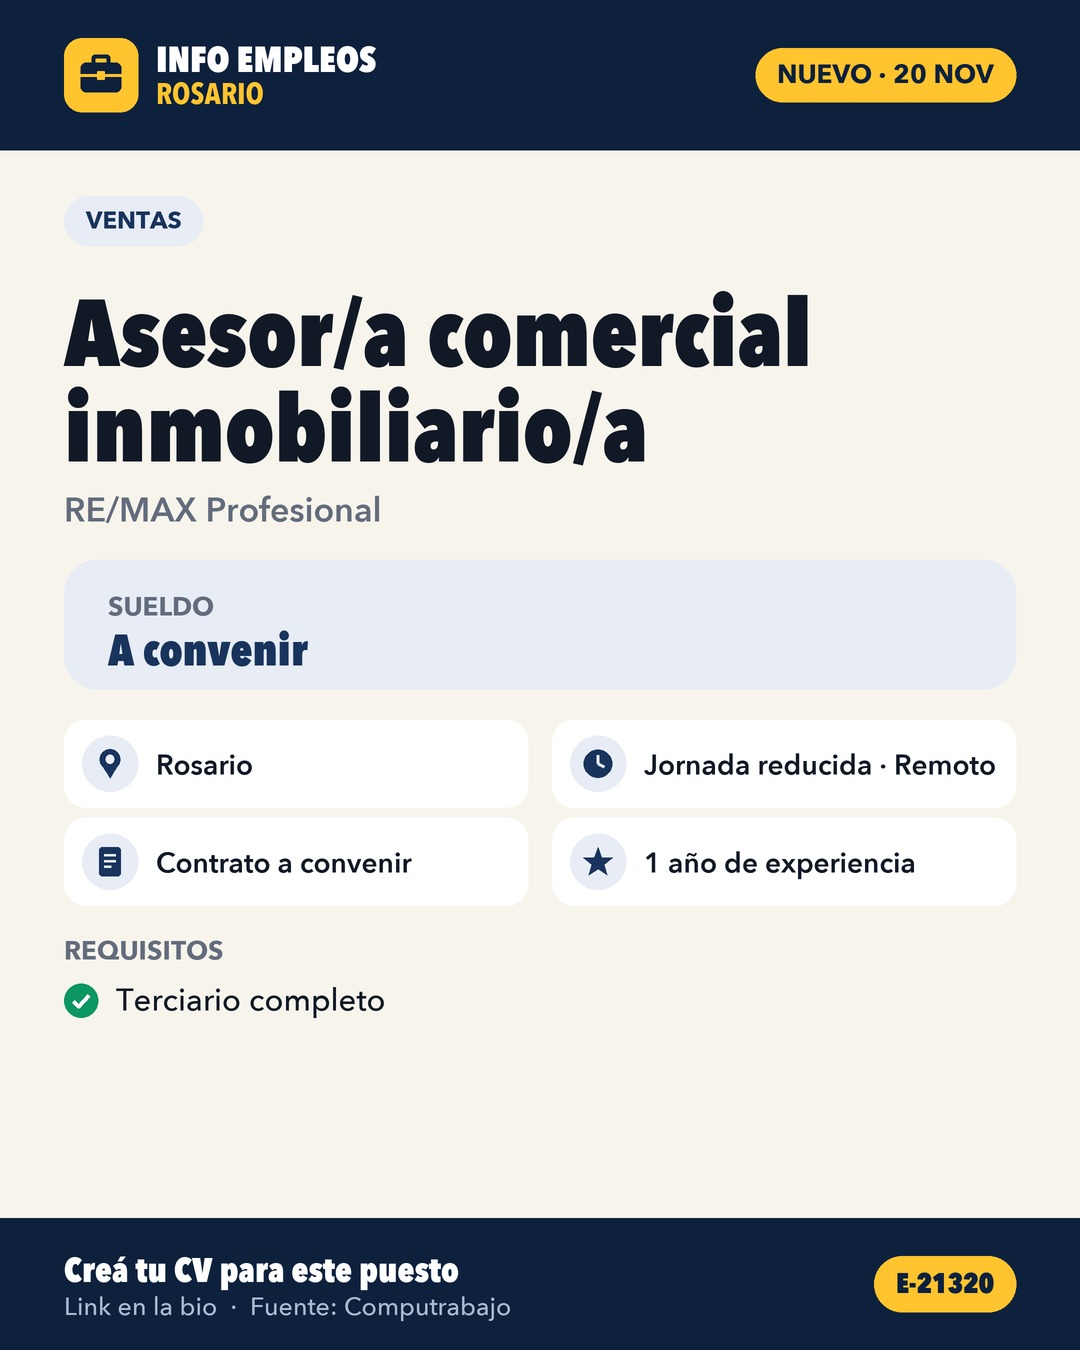 INFO EMPLEOS
ROSARIO
NUEVO · 20 NOV
VENTAS
Asesor/a comercial
inmobiliario/a
RE/MAX Profesional
SUELDO
A convenir
Rosario
Jornada reducida · Remoto
Contrato a convenir
1 año de experiencia
REQUISITOS
Terciario completo
Creá tu CV para este puesto
Link en la bio · Fuente: Computrabajo
E-21320